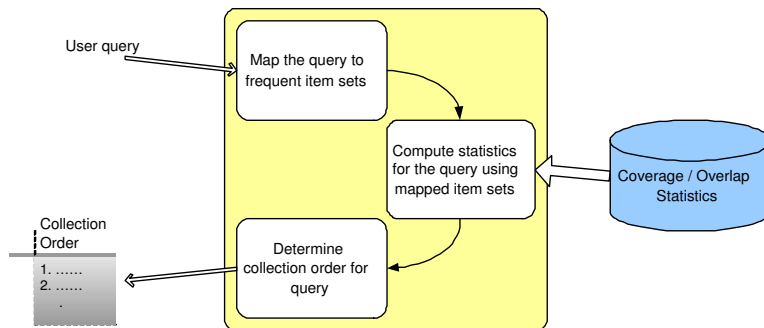 User query
Map the query to
frequent item sets
Compute statistics
for the query using
mapped item sets
Coverage / Overlap
Statistics
Determine
collection order for
query
Collection
Order
1. ......
2. ......
.